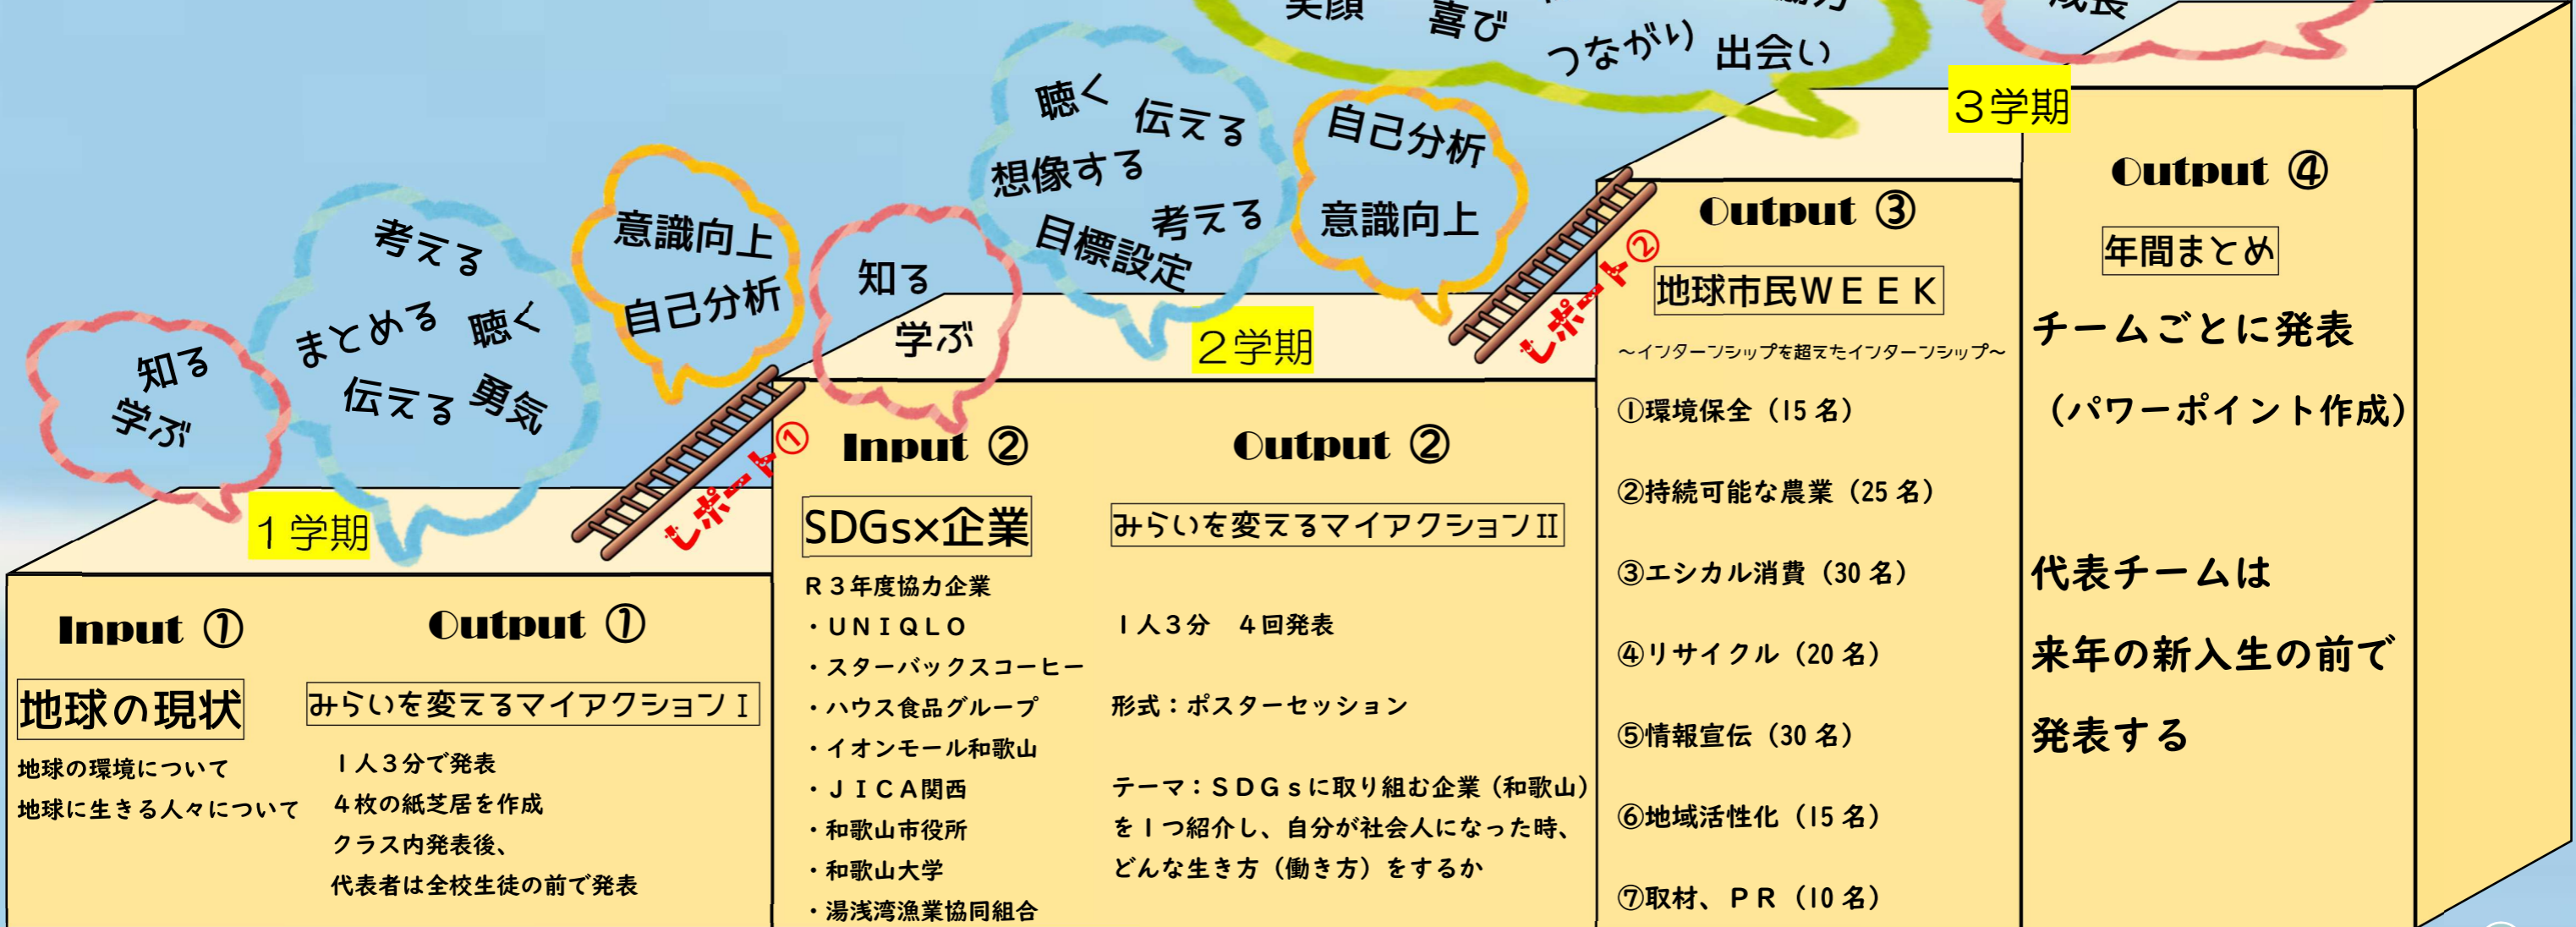 笑顔
喜び
つながり
出会い
成長
聴く
伝える
想像する
考える
目標設定
自己分析
意識向上
考える
まとめる
聴く
伝える
勇気
意識向上
自己分析
知る
学ぶ
知る
学ぶ
1学期
レポート①
2学期
レポート②
3学期
Input ①
地球の現状
地球の環境について
地球に生きる人々について
Output ①
みらいを変えるマイアクションⅠ
1人3分で発表
4枚の紙芝居を作成
クラス内発表後、
代表者は全校生徒の前で発表
Input ②
SDGs×企業
R3年度協力企業
・UNIQLO
・スターバックスコーヒー
・ハウス食品グループ
・イオンモール和歌山
・JICA関西
・和歌山市役所
・和歌山大学
・湯浅湾漁業協同組合
Output ②
みらいを変えるマイアクションⅡ
1人3分 4回発表
形式：ポスターセッション
テーマ：SDGsに取り組む企業（和歌山）
を1つ紹介し、自分が社会人になった時、
どんな生き方（働き方）をするか
Output ③
地球市民WEEK
～インターンシップを超えたインターンシップ～
①環境保全（15名）
②持続可能な農業（25名）
③エシカル消費（30名）
④リサイクル（20名）
⑤情報宣伝（30名）
⑥地域活性化（15名）
⑦取材、PR（10名）
Output ④
年間まとめ
チームごとに発表
（パワーポイント作成）
代表チームは
来年の新入生の前で
発表する